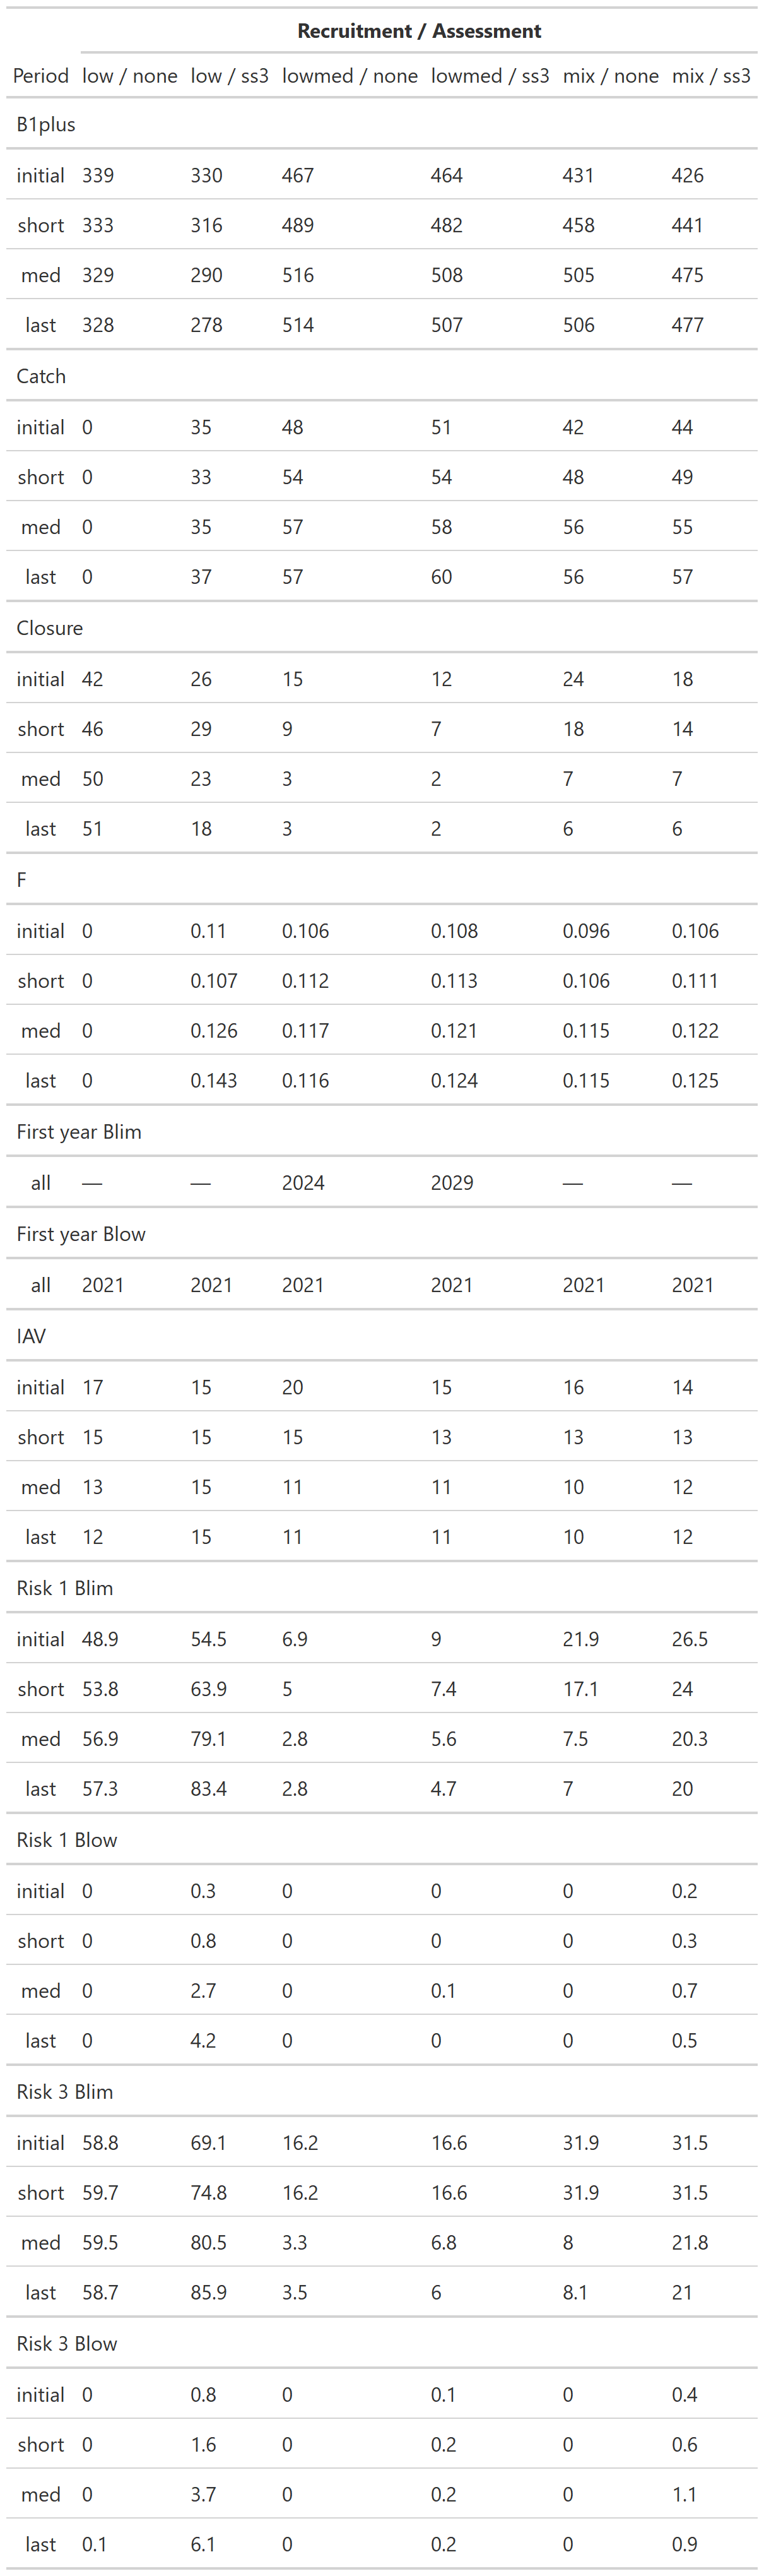 Recruitment / Assessment
Period low / none low / ss3 lowmed / none lowmed / ss3 mix / none mix / ss3
B1plus
initial 339 330 467 464 431 426
short 333 316 489 482 458 441
med 329 290 516 508 505 475
last 328 278 514 507 506 477
Catch
initial 0 35 48 51 42 44
short 0 33 54 54 48 49
med 0 35 57 58 56 55
last 0 37 57 60 56 57
Closure
initial 42 26 15 12 24 18
short 46 29 9 7 18 14
med 50 23 3 2 7 7
last 51 18 3 2 6 6
F
initial 0 0.11 0.106 0.108 0.096 0.106
short 0 0.107 0.112 0.113 0.106 0.111
med 0 0.126 0.117 0.121 0.115 0.122
last 0 0.143 0.116 0.124 0.115 0.125
First year Blim
all — — 2024 2029 — —
First year Blow
all 2021 2021 2021 2021 2021 2021
IAV
initial 17 15 20 15 16 14
short 15 15 15 13 13 13
med 13 15 11 11 10 12
last 12 15 11 11 10 12
Risk 1 Blim
initial 48.9 54.5 6.9 9 21.9 26.5
short 53.8 63.9 5 7.4 17.1 24
med 56.9 79.1 2.8 5.6 7.5 20.3
last 57.3 83.4 2.8 4.7 7 20
Risk 1 Blow
initial 0 0.3 0 0 0 0.2
short 0 0.8 0 0 0 0.3
med 0 2.7 0 0.1 0 0.7
last 0 4.2 0 0 0 0.5
Risk 3 Blim
initial 58.8 69.1 16.2 16.6 31.9 31.5
short 59.7 74.8 16.2 16.6 31.9 31.5
med 59.5 80.5 3.3 6.8 8 21.8
last 58.7 85.9 3.5 6 8.1 21
Risk 3 Blow
initial 0 0.8 0 0.1 0 0.4
short 0 1.6 0 0.2 0 0.6
med 0 3.7 0 0.2 0 1.1
last 0.1 6.1 0 0.2 0 0.9